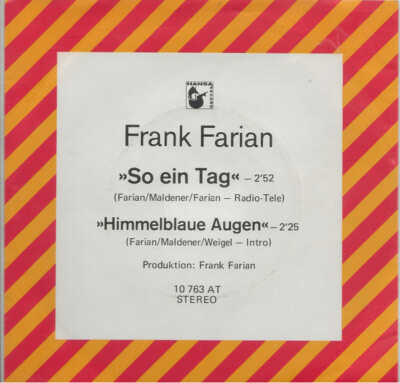 HANSA
Frank Farian
»So ein Tag« – 2'52
(Farian/Maldener/Farian – Radio-Tele)
»Himmelblaue Augen« – 2'25
(Farian/Maldener/Weigel – Intro)
Produktion: Frank Farian
10 763 AT
STEREO